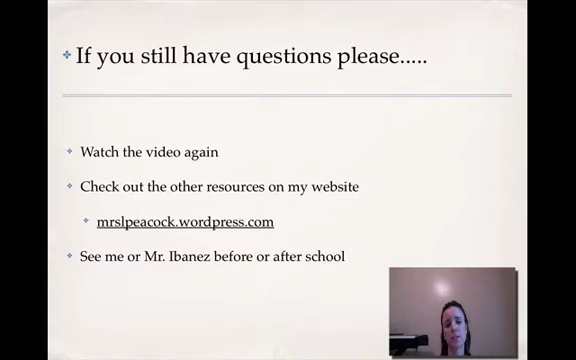 If you still have questions please.....
Watch the video again
Check out the other resources on my website
mrslpeacock.wordpress.com
See me or Mr. Ibanez before or after school